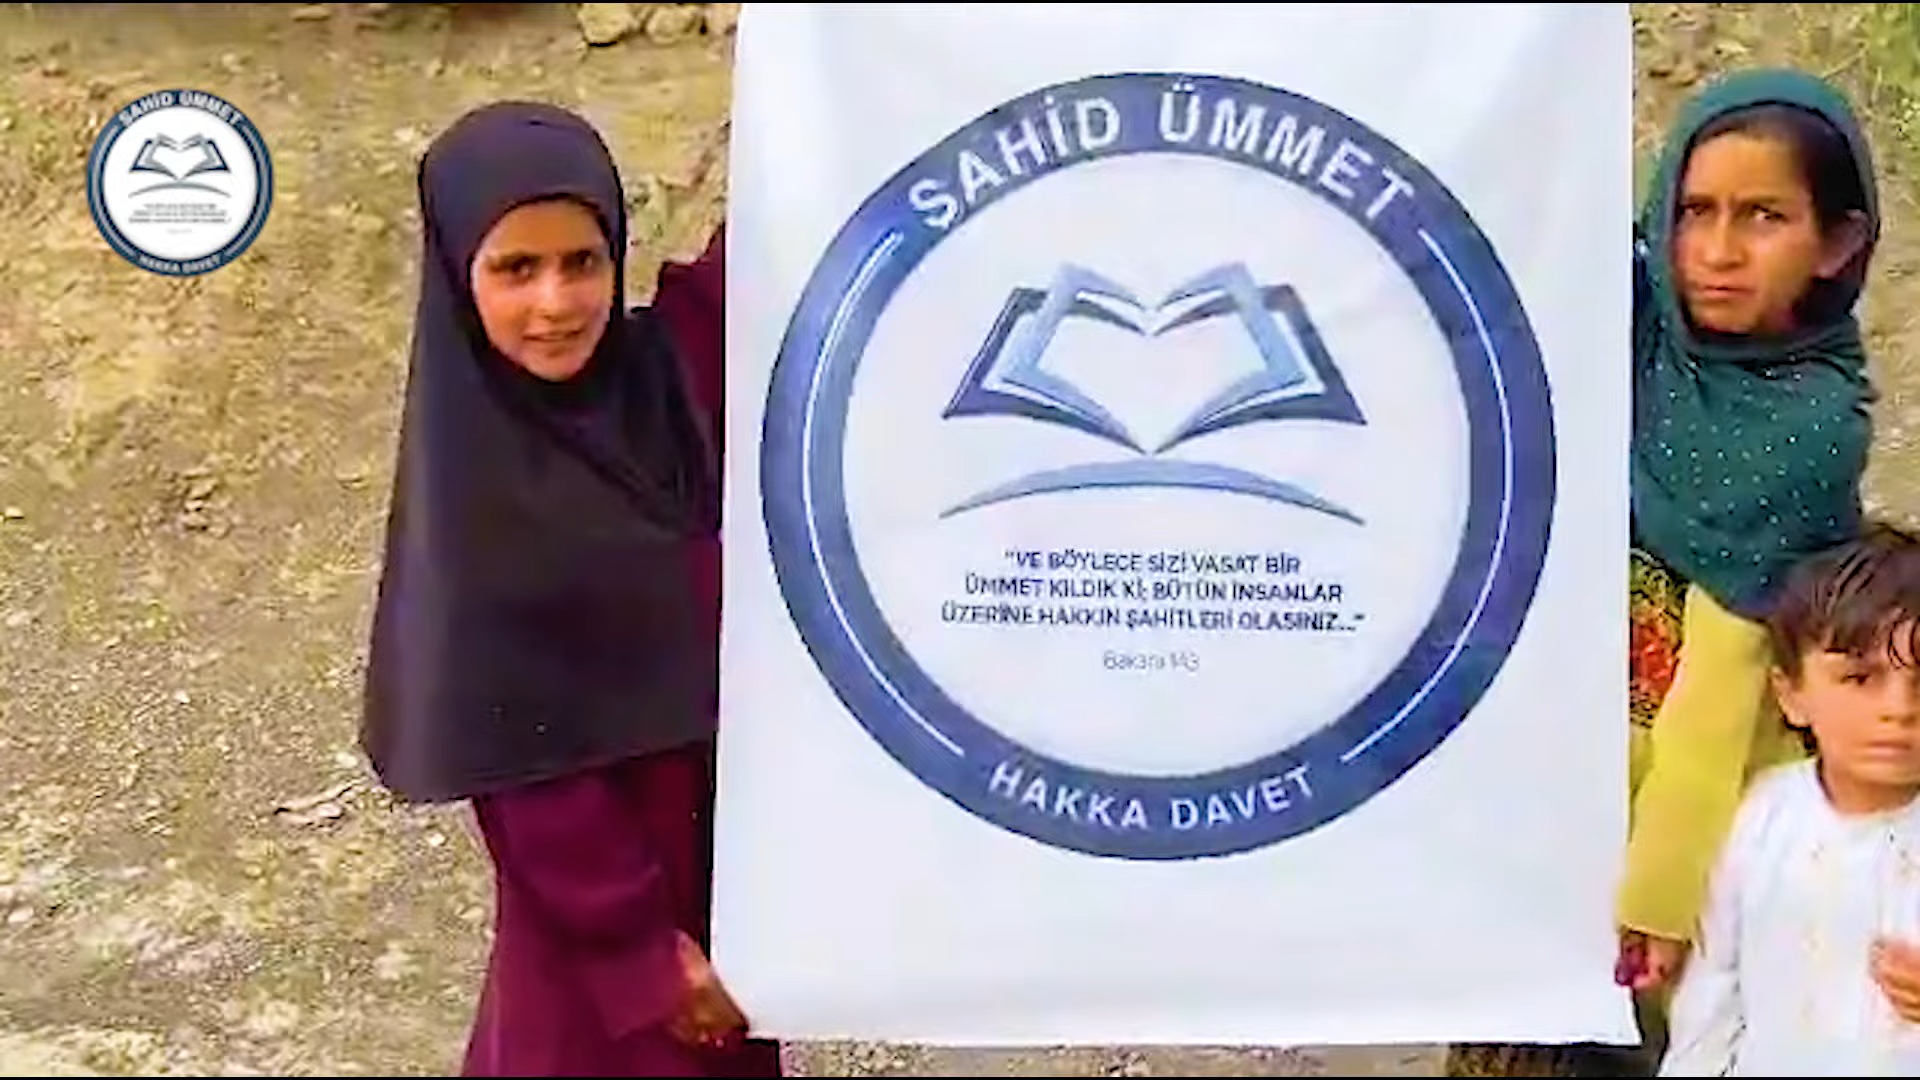 ŞAHİD ÜMMET
HAKKA DAVET
ŞAHİD ÜMMET
"VE BÖYLECE SİZİ VASAT BİR
ÜMMET KILDIK Kİ; BÜTÜN İNSANLAR
ÜZERİNE HAKKIN ŞAHİTLERİ OLASINIZ..."
Bakara 143
HAKKA DAVET